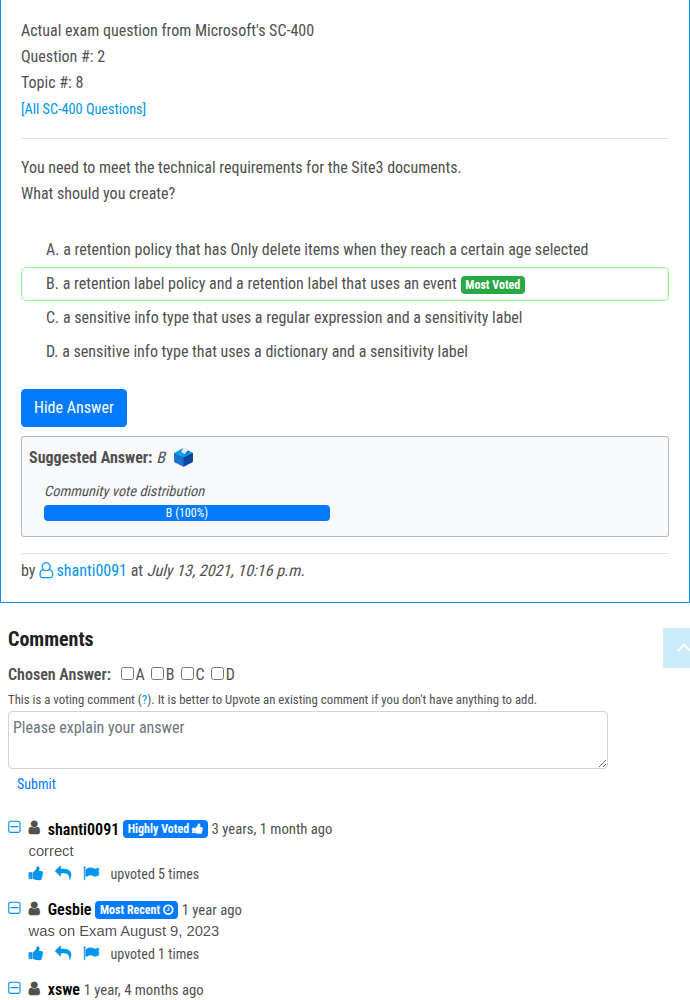 Actual exam question from Microsoft's SC-400
Question #: 2
Topic #: 8
[All SC-400 Questions]
You need to meet the technical requirements for the Site3 documents.
What should you create?
A. a retention policy that has Only delete items when they reach a certain age selected
B. a retention label policy and a retention label that uses an event Most Voted
C. a sensitive info type that uses a regular expression and a sensitivity label
D. a sensitive info type that uses a dictionary and a sensitivity label
Hide Answer
Suggested Answer: B
Community vote distribution
B (100%)
by shanti0091 at July 13, 2021, 10:16 p.m.
Comments
Chosen Answer: A B C D
This is a voting comment (?). It is better to Upvote an existing comment if you don't have anything to add.
Please explain your answer
Submit
shanti0091 Highly Voted 3 years, 1 month ago
correct
upvoted 5 times
Gesbie Most Recent 1 year ago
was on Exam August 9, 2023
upvoted 1 times
xswe 1 year, 4 months ago